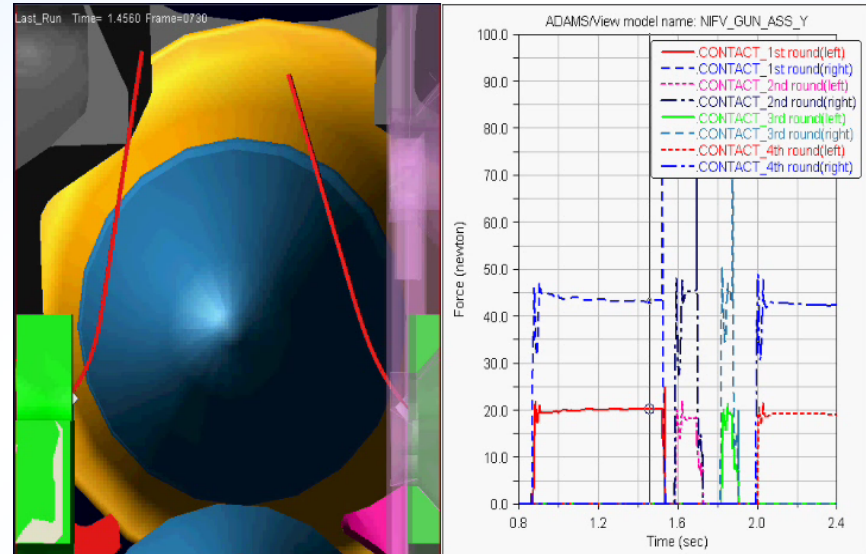 Last_Run Time= 1.4560 Frame=0730
ADAMS/View model name: NIFV_GUN_ASS_Y
100.0
90.0
80.0
70.0
60.0
50.0
40.0
30.0
20.0
10.0
0.0
Force (newton)
.CONTACT_1st round(left)
.CONTACT_1st round(right)
.CONTACT_2nd round(left)
.CONTACT_2nd round(right)
.CONTACT_3rd round(left)
.CONTACT_3rd round(right)
.CONTACT_4th round(left)
.CONTACT_4th round(right)
0.8 1.2 1.6 2.0 2.4
Time (sec)